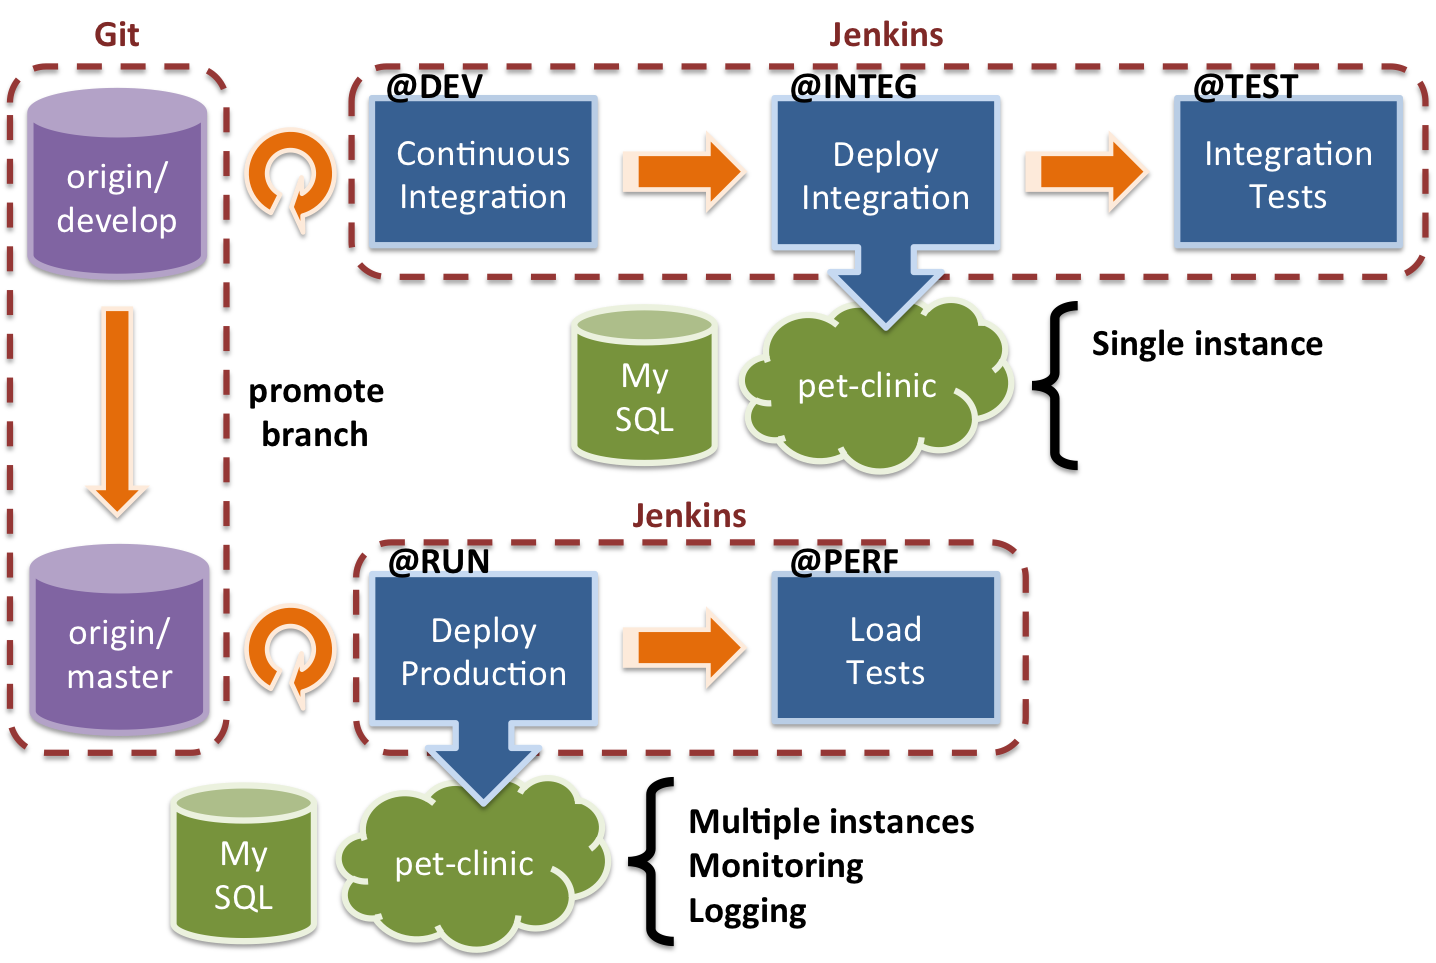 Git
Jenkins
@DEV
@INTEG
@TEST
origin/
develop
Continuous
Integration
Deploy
Integration
Integration
Tests
promote
branch
My
SQL
pet-clinic
Single instance
Jenkins
@RUN
@PERF
origin/
master
Deploy
Production
Load
Tests
My
SQL
pet-clinic
Multiple instances
Monitoring
Logging